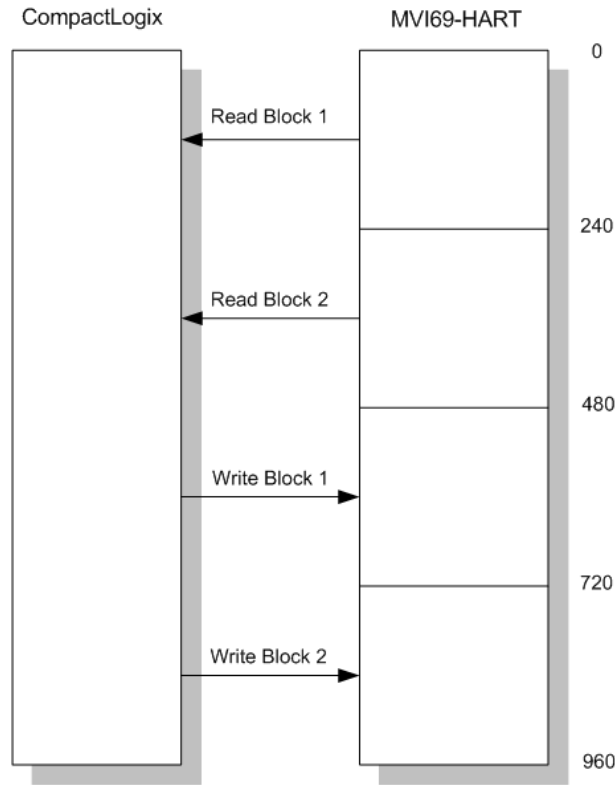 CompactLogix
MVI69-HART
0
Read Block 1
240
Read Block 2
480
Write Block 1
720
Write Block 2
960